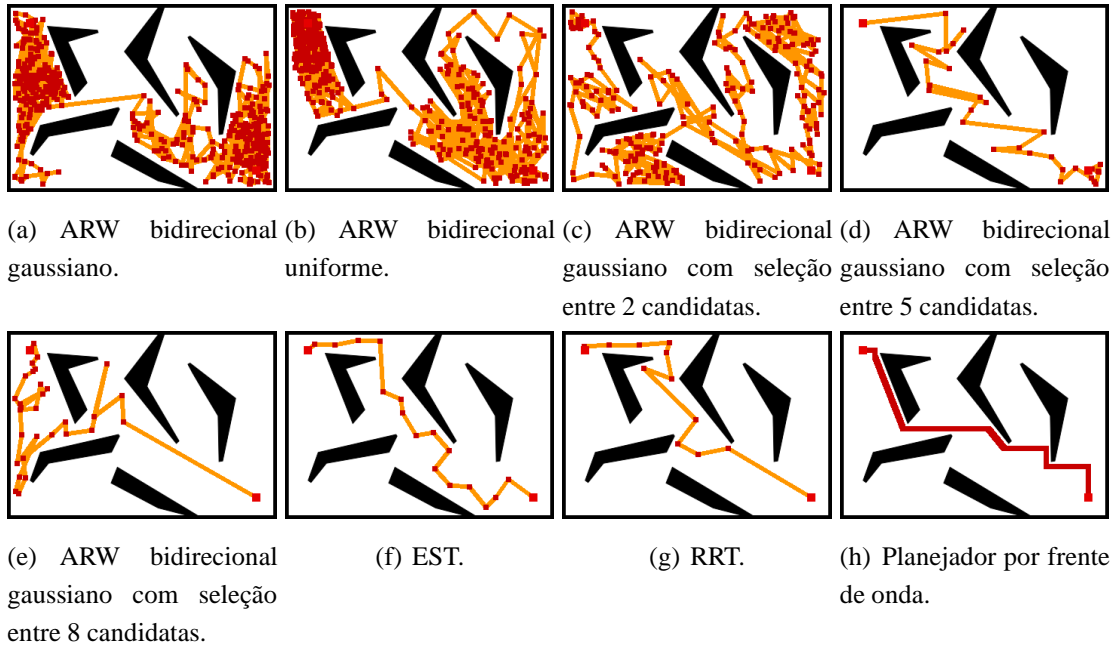 (a) ARW bidirecional gaussiano.
(b) ARW bidirecional uniforme.
(c) ARW bidirecional gaussiano com seleção entre 2 candidatas.
(d) ARW bidirecional gaussiano com seleção entre 5 candidatas.
(e) ARW bidirecional gaussiano com seleção entre 8 candidatas.
(f) EST.
(g) RRT.
(h) Planejador por frente de onda.